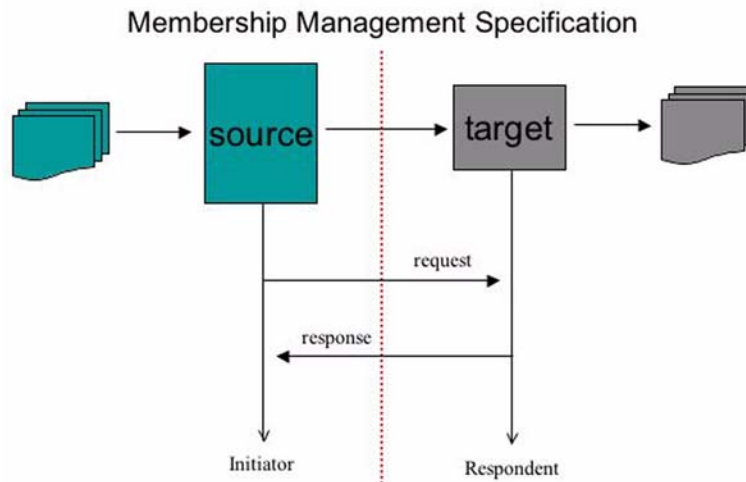 Membership Management Specification
source
target
request
response
Initiator
Respondent